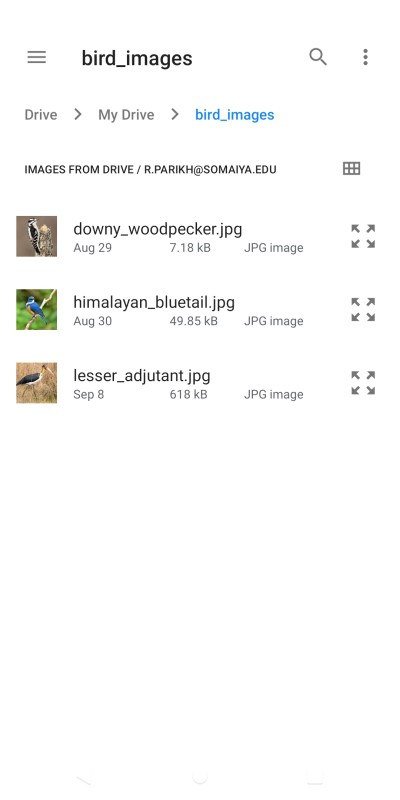 bird_images
Drive > My Drive > bird_images
IMAGES FROM DRIVE / R.PARIKH@SOMAIYA.EDU
downy_woodpecker.jpg
Aug 29 7.18 kB JPG image
himalayan_bluetail.jpg
Aug 30 49.85 kB JPG image
lesser_adjutant.jpg
Sep 8 618 kB JPG image